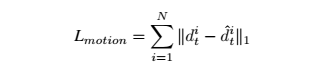 $L_{motion} = \sum_{i=1}^{N} \|d_t^i - \hat{d}_t^i\|_1$